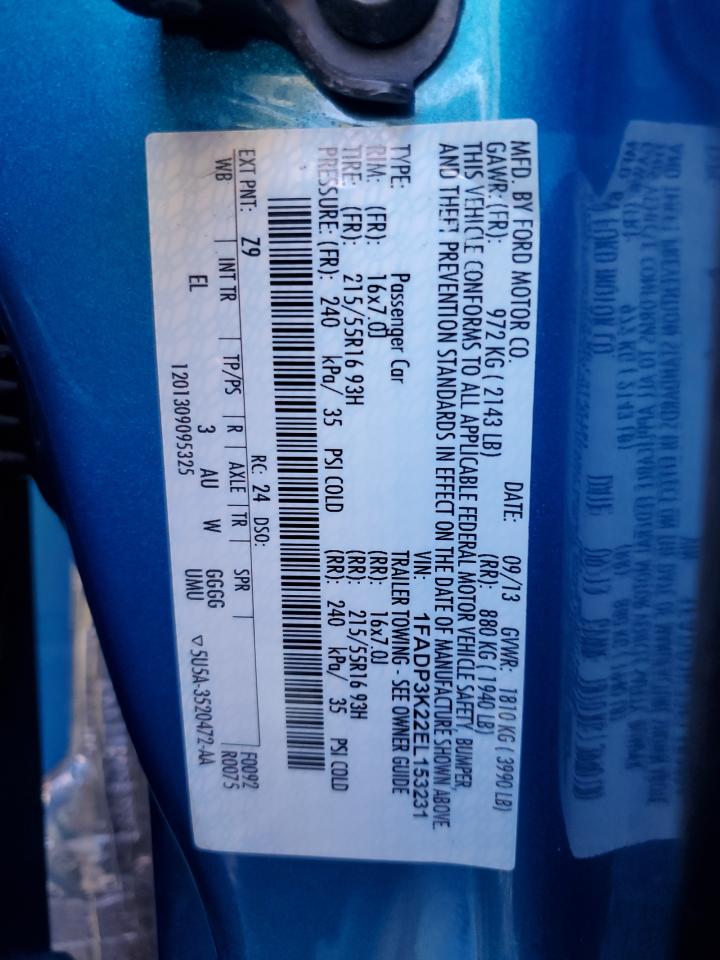 MFD. BY FORD MOTOR CO. DATE: 09/13 GVWR: 1810 KG ( 3990 LB)
GAWR: (FR): 972 KG ( 2143 LB) (RR): 880 KG ( 1940 LB)
THIS VEHICLE CONFORMS TO ALL APPLICABLE FEDERAL MOTOR VEHICLE SAFETY, BUMPER,
AND THEFT PREVENTION STANDARDS IN EFFECT ON THE DATE OF MANUFACTURE SHOWN ABOVE.
VIN: 1FADP3K22EL153231
TYPE: Passenger Car TRAILER TOWING - SEE OWNER GUIDE
RIM: (FR): 16x7.0J (RR): 16x7.0J
TIRE: (FR): 215/55R16 93H (RR): 215/55R16 93H
PRESSURE: (FR): 240 kPa/ 35 PSI COLD (RR): 240 kPa/ 35 PSI COLD
EXT PNT: Z9 RC: 24 DSO: F0092
WB INT TR TP/PS R AXLE TR SPR R0075
EL 3 AU W GGGG
UMU
1201309095325 ▽5U5A-3520472-AA